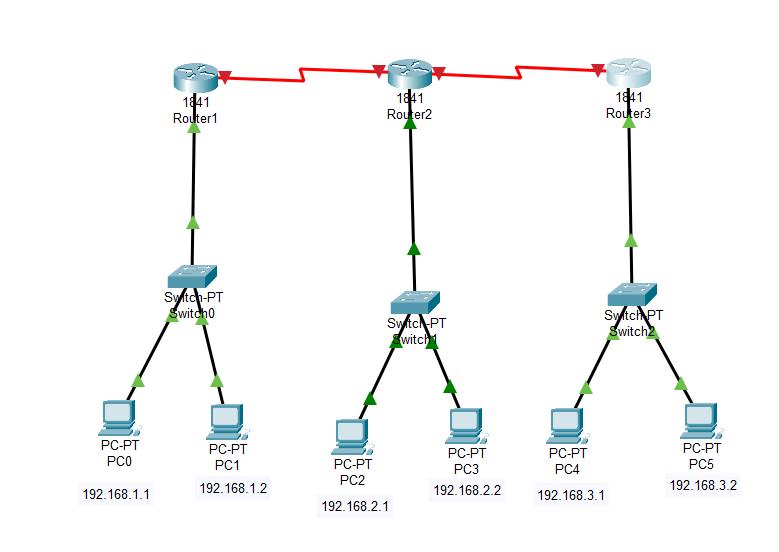 1841
Router1
1841
Router2
1841
Router3
Switch-PT
Switch0
Switch-PT
Switch1
Switch-PT
Switch2
PC-PT
PC0
PC-PT
PC1
PC-PT
PC2
PC-PT
PC3
PC-PT
PC4
PC-PT
PC5
192.168.1.1
192.168.1.2
192.168.2.1
192.168.2.2
192.168.3.1
192.168.3.2